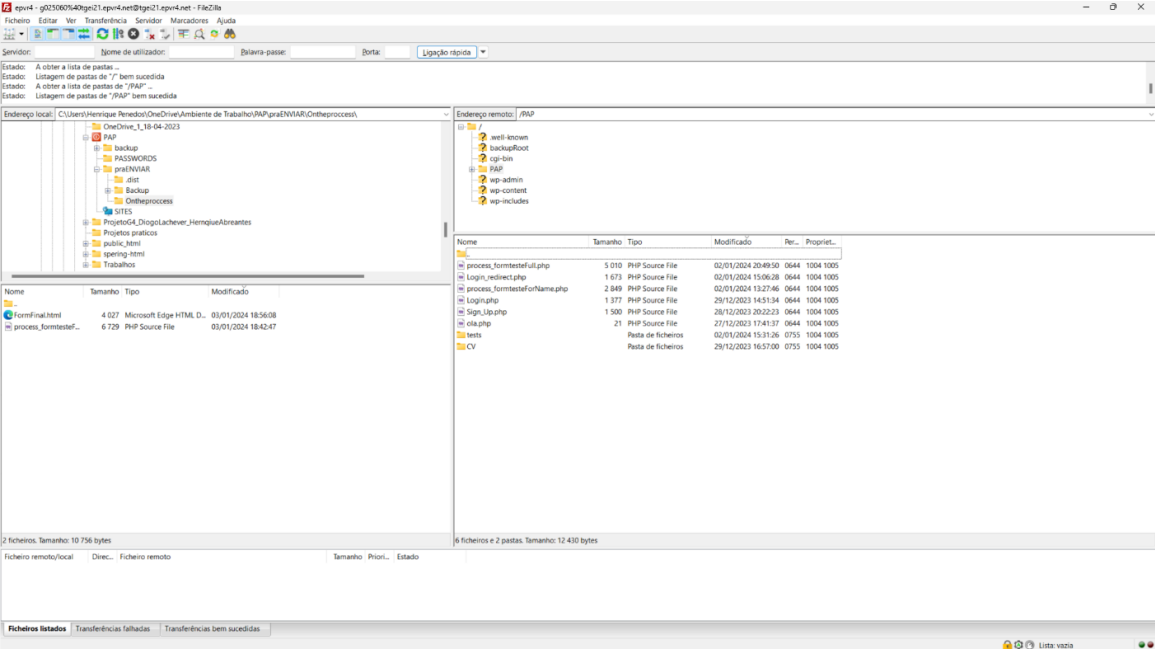 epvr4 - g025060%40tgei21.epvr4.net@tgei21.epvr4.net - FileZilla
Ficheiro Editar Ver Transferência Servidor Marcadores Ajuda
Servidor: Nome de utilizador: Palavra-passe: Porta: Ligação rápida
Estado: A obter a lista de pastas ...
Estado: Listagem de pastas de "/" bem sucedida
Estado: A obter a lista de pastas de "/PAP" ...
Estado: Listagem de pastas de "/PAP" bem sucedida
Endereço local: C:\Users\Henrique Penedos\OneDrive\Ambiente de Trabalho\PAP\praENVIAR\Ontheproccess\
OneDrive_1_18-04-2023
PAP
backup
PASSWORDS
praENVIAR
.dist
Backup
Ontheproccess
SITES
ProjetoG4_DiogoLachever_HernqiueAbreantes
Projetos praticos
public_html
spering-html
Trabalhos
Nome Tamanho Tipo Modificado
..
FormFinal.html 4 027 Microsoft Edge HTML D... 03/01/2024 18:56:08
process_formtesteF... 6 729 PHP Source File 03/01/2024 18:42:47
2 ficheiros. Tamanho: 10 756 bytes
Endereço remoto: /PAP
/
.well-known
backupRoot
cgi-bin
PAP
wp-admin
wp-content
wp-includes
Nome Tamanho Tipo Modificado Per... Propriet...
..
process_formtesteFull.php 5 010 PHP Source File 02/01/2024 20:49:50 0644 1004 1005
Login_redirect.php 1 673 PHP Source File 02/01/2024 15:06:28 0644 1004 1005
process_formtesteForName.php 2 849 PHP Source File 02/01/2024 13:27:46 0644 1004 1005
Login.php 1 377 PHP Source File 29/12/2023 14:51:34 0644 1004 1005
Sign_Up.php 1 500 PHP Source File 28/12/2023 20:22:23 0644 1004 1005
ola.php 21 PHP Source File 27/12/2023 17:41:37 0644 1004 1005
tests Pasta de ficheiros 02/01/2024 15:31:26 0755 1004 1005
CV Pasta de ficheiros 29/12/2023 16:57:00 0755 1004 1005
6 ficheiros e 2 pastas. Tamanho: 12 430 bytes
Ficheiro remoto/local Direc... Ficheiro remoto Tamanho Priori... Estado
Ficheiros listados Transferências falhadas Transferências bem sucedidas
Lista: vazia